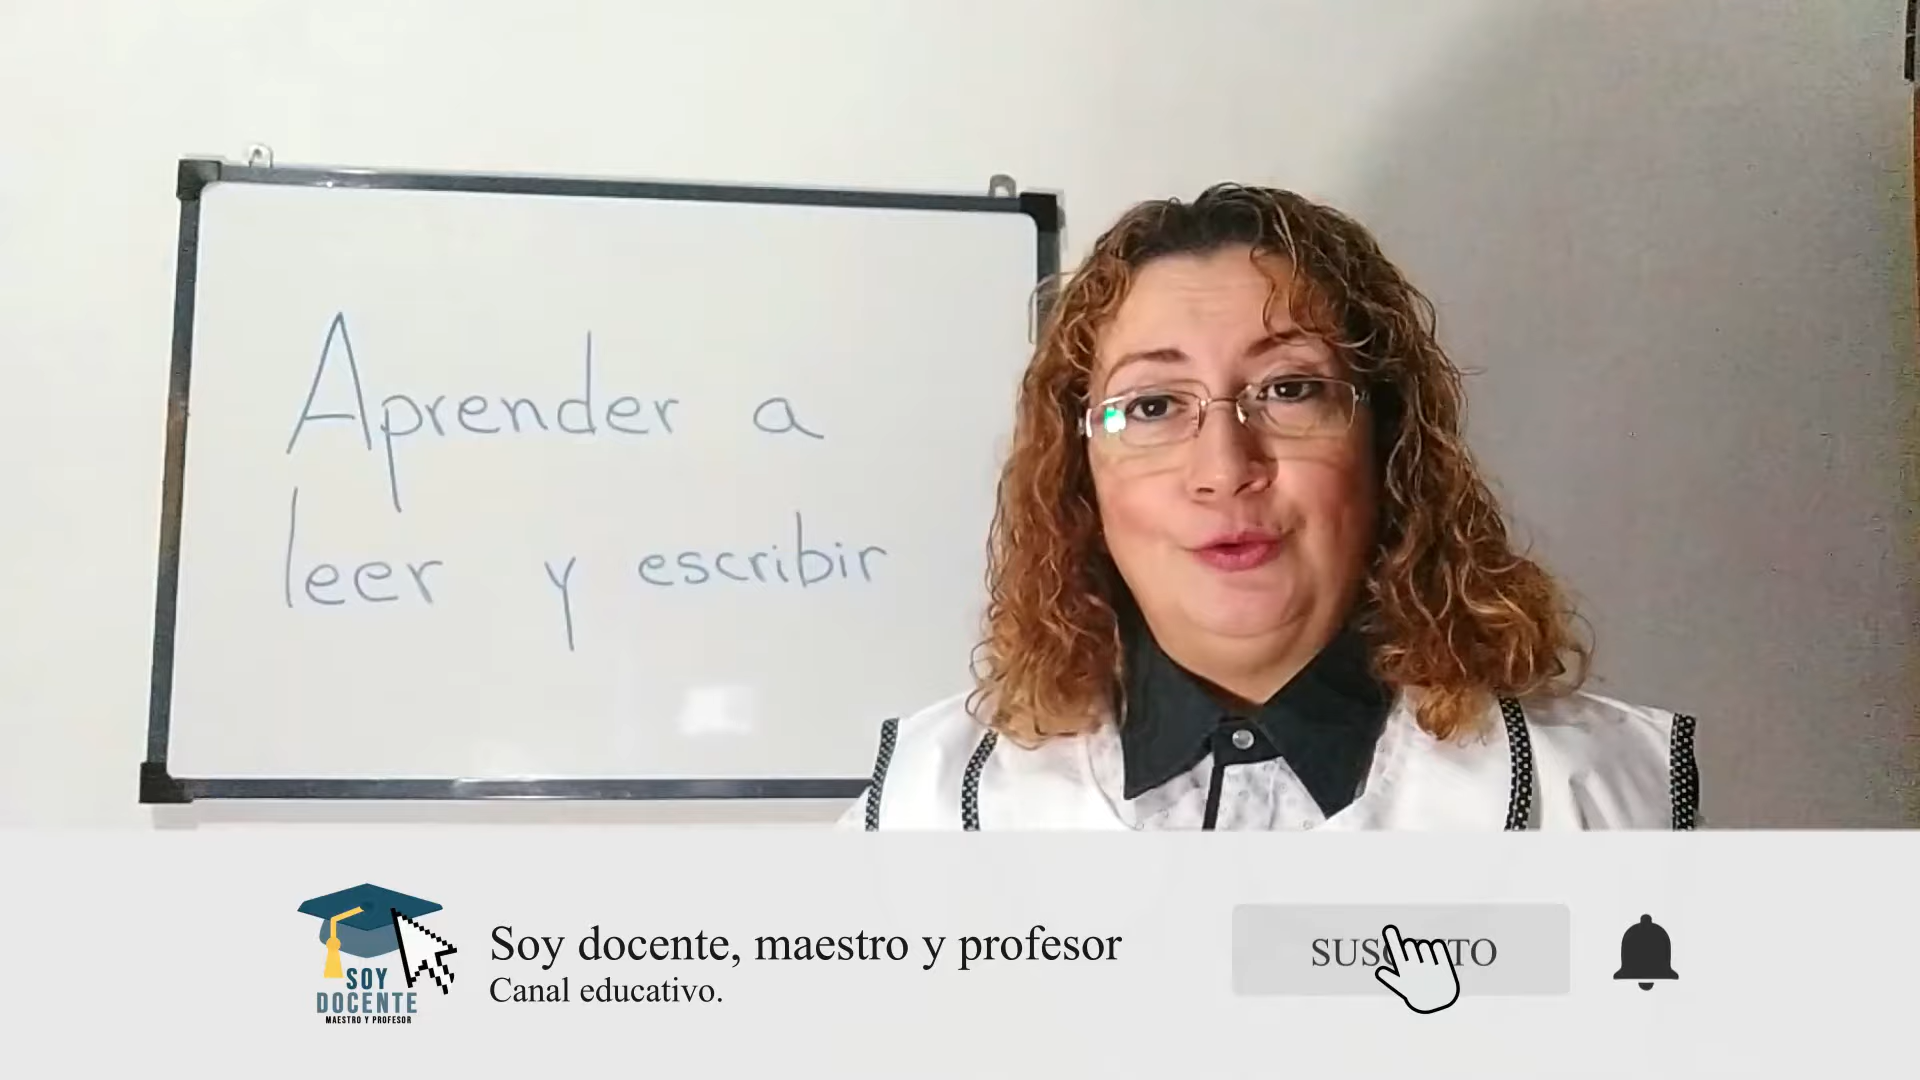 Aprender a
leer y escribir
SOY
DOCENTE
MAESTRO Y PROFESOR
Soy docente, maestro y profesor
Canal educativo.